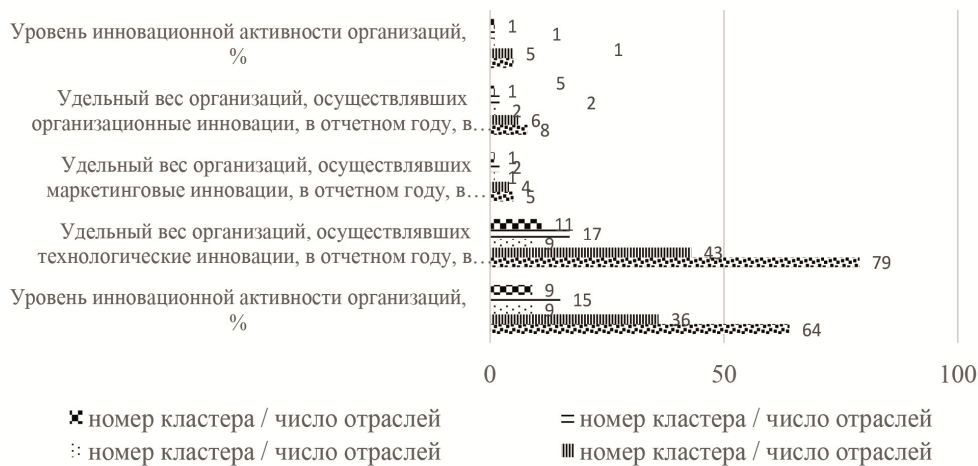 Уровень инновационной активности организаций,
%
1
1
1
5
5
Удельный вес организаций, осуществлявших
организационные инновации, в отчетном году, в…
1
2
2
6
8
Удельный вес организаций, осуществлявших
маркетинговые инновации, в отчетном году, в…
1
2
1
4
5
Удельный вес организаций, осуществлявших
технологические инновации, в отчетном году, в…
11
17
9
43
79
Уровень инновационной активности организаций,
%
9
15
9
36
64
0 50 100
номер кластера / число отраслей
номер кластера / число отраслей
номер кластера / число отраслей
номер кластера / число отраслей